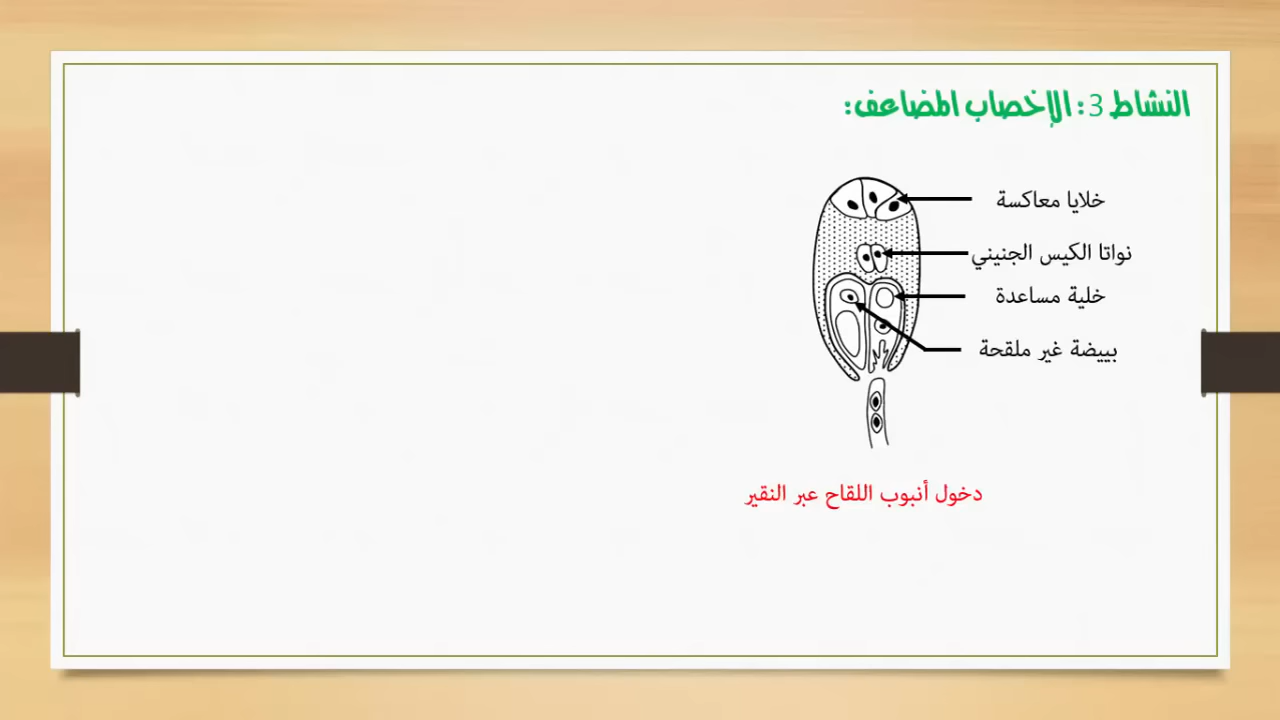 النشاط 3: الإخصاب المضاعف:
خلايا معاكسة
نواتا الكيس الجنيني
خلية مساعدة
بييضة غير ملقحة
دخول أنبوب اللقاح عبر النقير